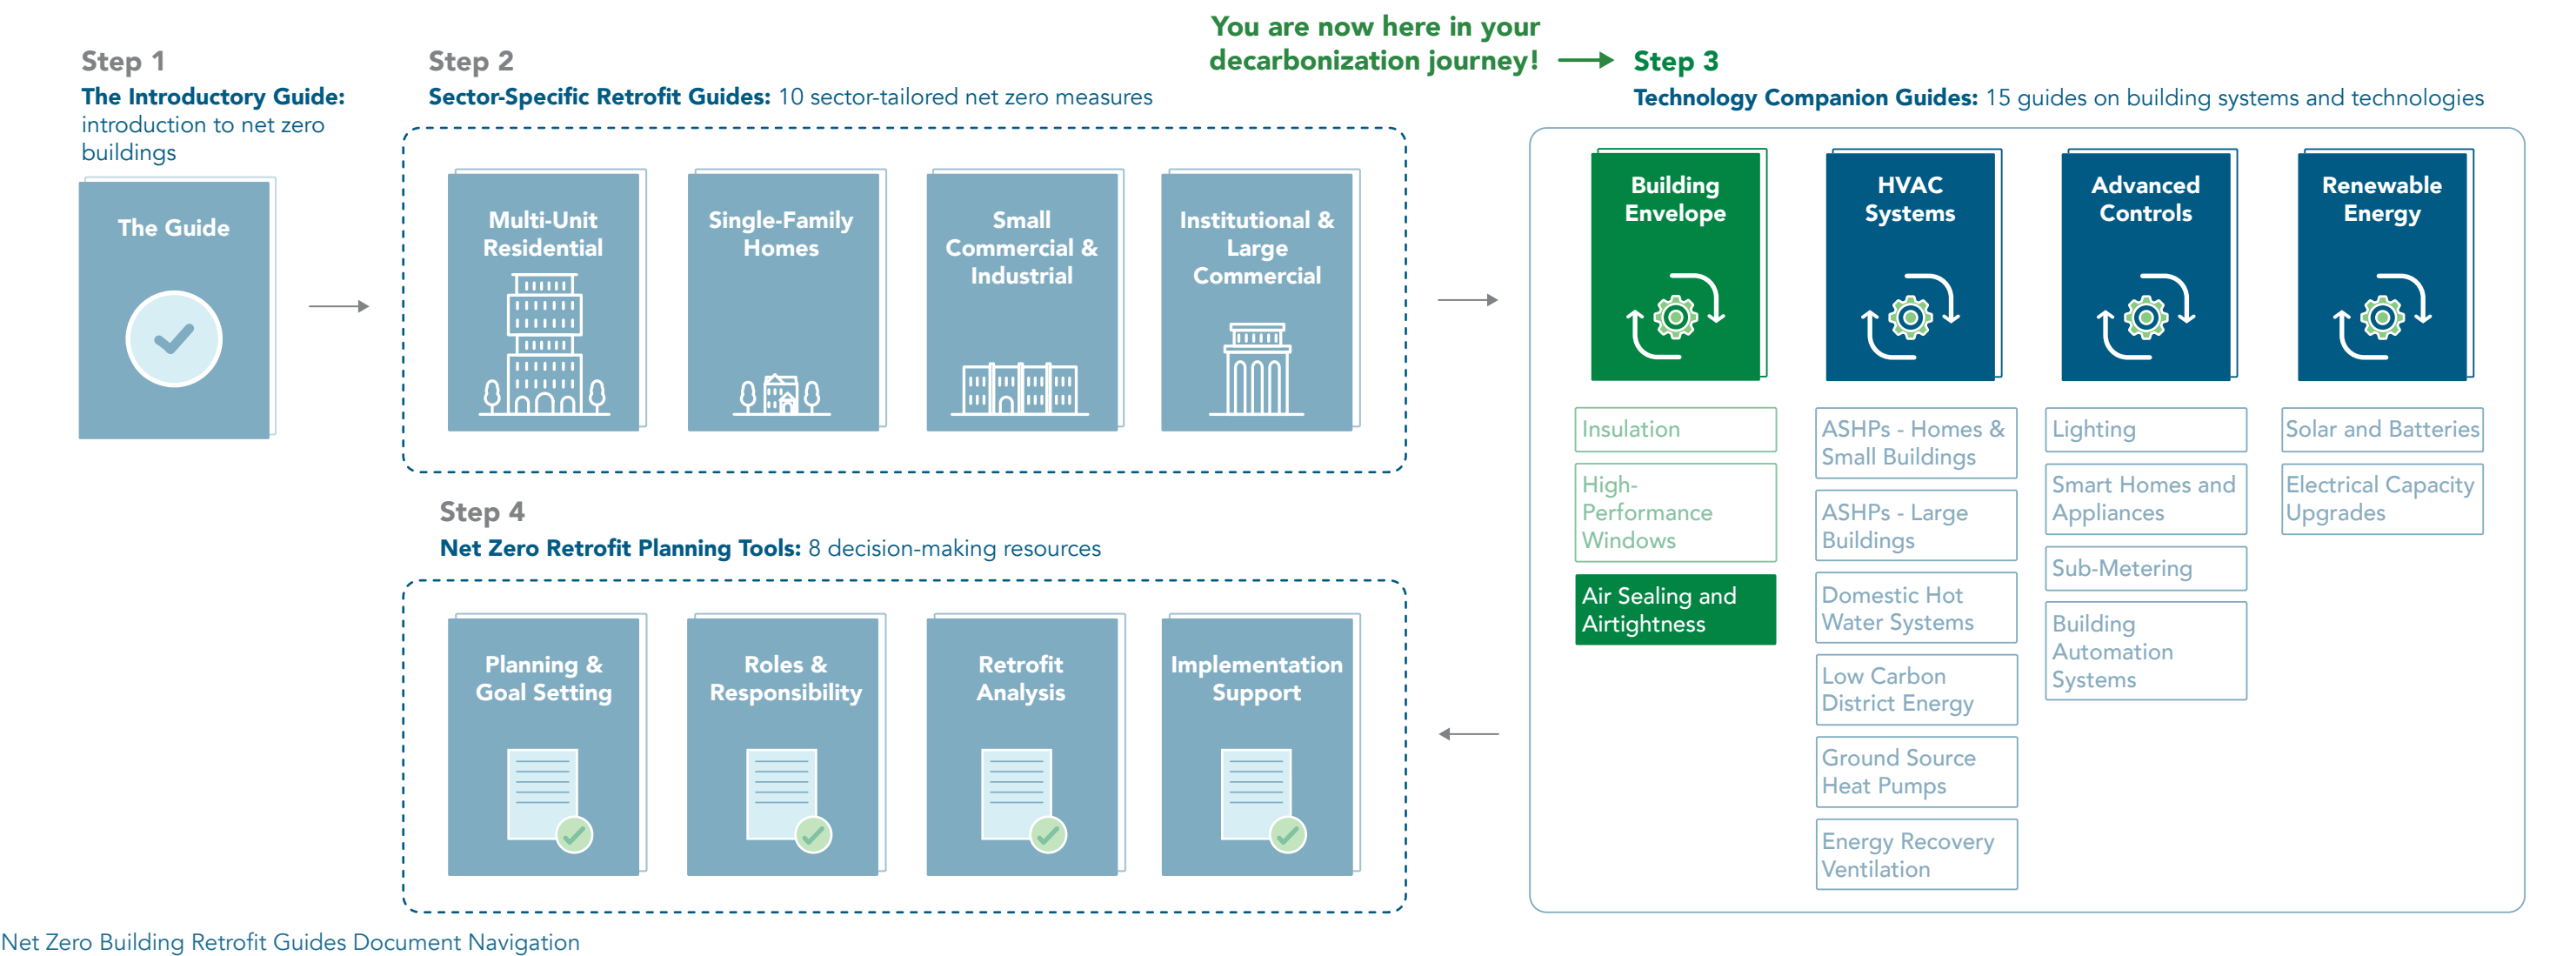 Step 1
The Introductory Guide:
introduction to net zero
buildings
The Guide
Step 2
Sector-Specific Retrofit Guides: 10 sector-tailored net zero measures
Multi-Unit
Residential
Single-Family
Homes
Small
Commercial &
Industrial
Institutional &
Large
Commercial
You are now here in your
decarbonization journey!
Step 3
Technology Companion Guides: 15 guides on building systems and technologies
Building
Envelope
Insulation
High-
Performance
Windows
Air Sealing and
Airtightness
HVAC
Systems
ASHPs - Homes &
Small Buildings
ASHPs - Large
Buildings
Domestic Hot
Water Systems
Low Carbon
District Energy
Ground Source
Heat Pumps
Energy Recovery
Ventilation
Advanced
Controls
Lighting
Smart Homes and
Appliances
Sub-Metering
Building
Automation
Systems
Renewable
Energy
Solar and Batteries
Electrical Capacity
Upgrades
Step 4
Net Zero Retrofit Planning Tools: 8 decision-making resources
Planning &
Goal Setting
Roles &
Responsibility
Retrofit
Analysis
Implementation
Support
Net Zero Building Retrofit Guides Document Navigation